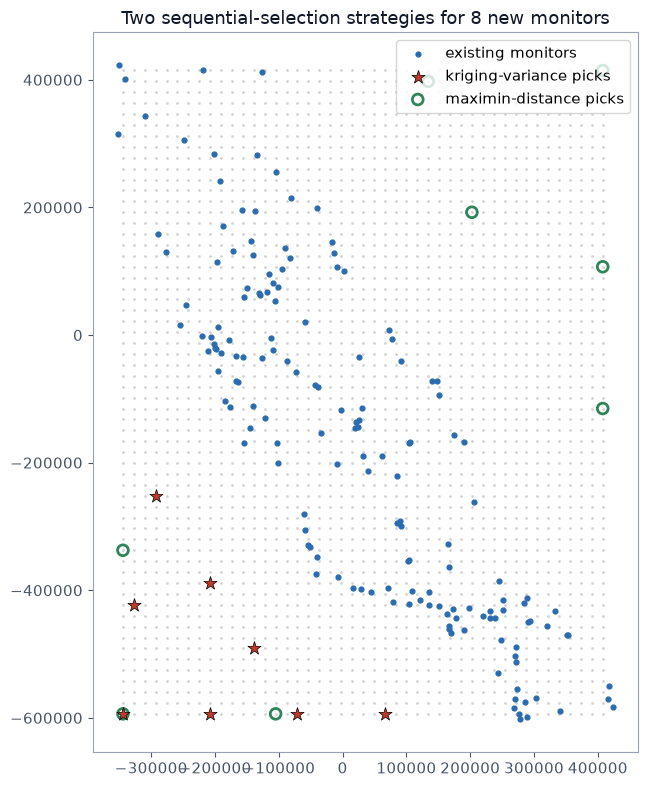 Two sequential-selection strategies for 8 new monitors
existing monitors
kriging-variance picks
maximin-distance picks
400000
200000
0
−200000
−400000
−600000
−300000−200000−100000 0 100000 200000 300000 400000